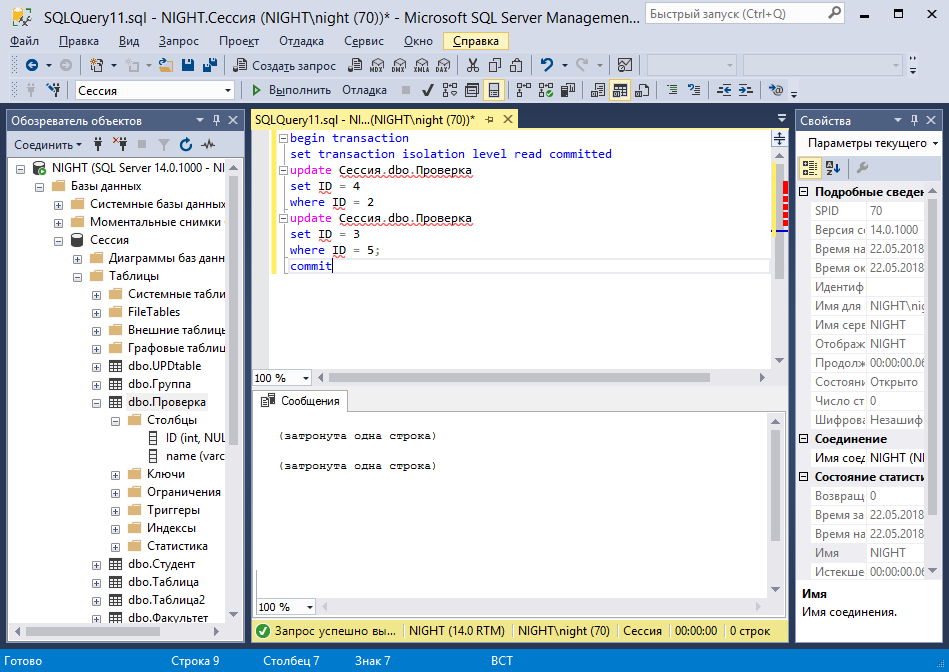 SQLQuery11.sql - NIGHT.Сессия (NIGHT\night (70))* - Microsoft SQL Server Managemen...
Быстрый запуск (Ctrl+Q)
Файл Правка Вид Запрос Проект Отладка Сервис Окно Справка
Создать запрос MDX DMX XMLA DAX
Сессия Выполнить Отладка
Обозреватель объектов
Соединить
NIGHT (SQL Server 14.0.1000 - NI
Базы данных
Системные базы данных
Моментальные снимки
Сессия
Диаграммы баз данн
Таблицы
Системные табли
FileTables
Внешние таблицы
Графовые таблиц
dbo.UPDtable
dbo.Группа
dbo.Проверка
Столбцы
ID (int, NUL
name (varc
Ключи
Ограничения
Триггеры
Индексы
Статистика
dbo.Студент
dbo.Таблица
dbo.Таблица2
dbo.Факультет
SQLQuery11.sql - NI...(NIGHT\night (70))*
begin transaction
set transaction isolation level read committed
update Сессия.dbo.Проверка
set ID = 4
where ID = 2
update Сессия.dbo.Проверка
set ID = 3
where ID = 5;
commit
100 %
Сообщения
(затронута одна строка)
(затронута одна строка)
100 %
Запрос успешно вы... NIGHT (14.0 RTM) NIGHT\night (70) Сессия 00:00:00 0 строк
Свойства
Параметры текущего
Подробные сведен
SPID 70
Версия се 14.0.1000
Время на 22.05.2018
Время ок 22.05.2018
Идентиф
Имя для NIGHT\nig
Имя серв NIGHT
Отображ NIGHT
Продолж 00:00:00.06
Состояни Открыто
Число ст 0
Шифрова Незашиф
Соединение
Имя соед NIGHT (NI
Состояние статисти
Возвращ 0
Время за 22.05.2018
Время на 22.05.2018
Имя NIGHT
Истекше 00:00:00.06
Имя
Имя соединения.
Готово Строка 9 Столбец 7 Знак 7 ВСТ